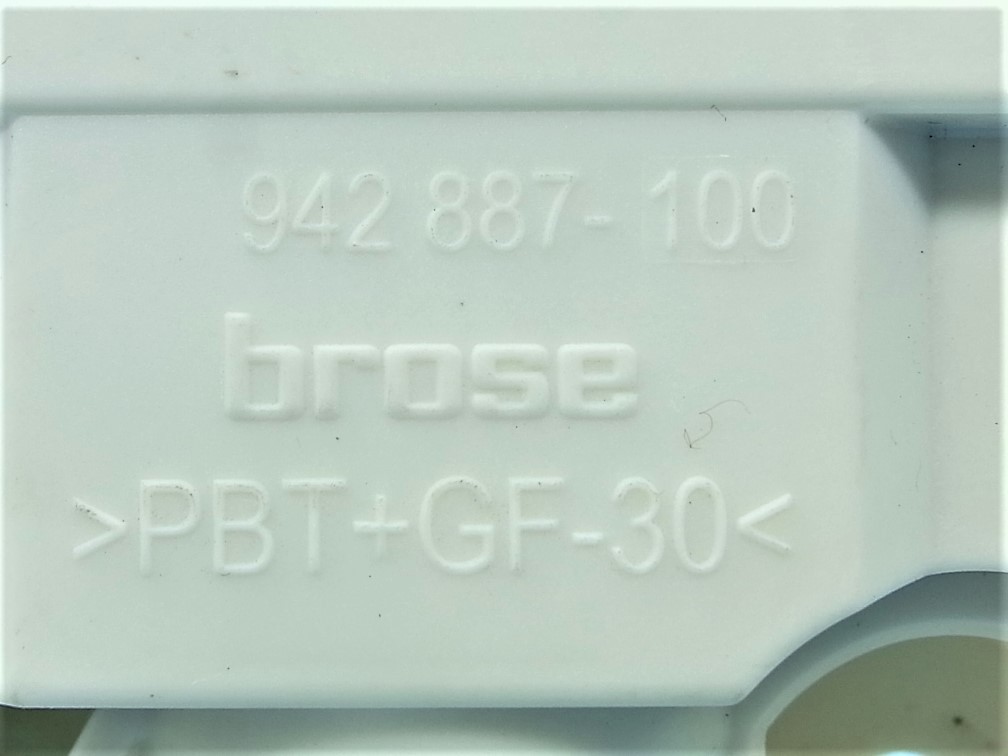 942 887- 100
brose
>PBT+GF-30<